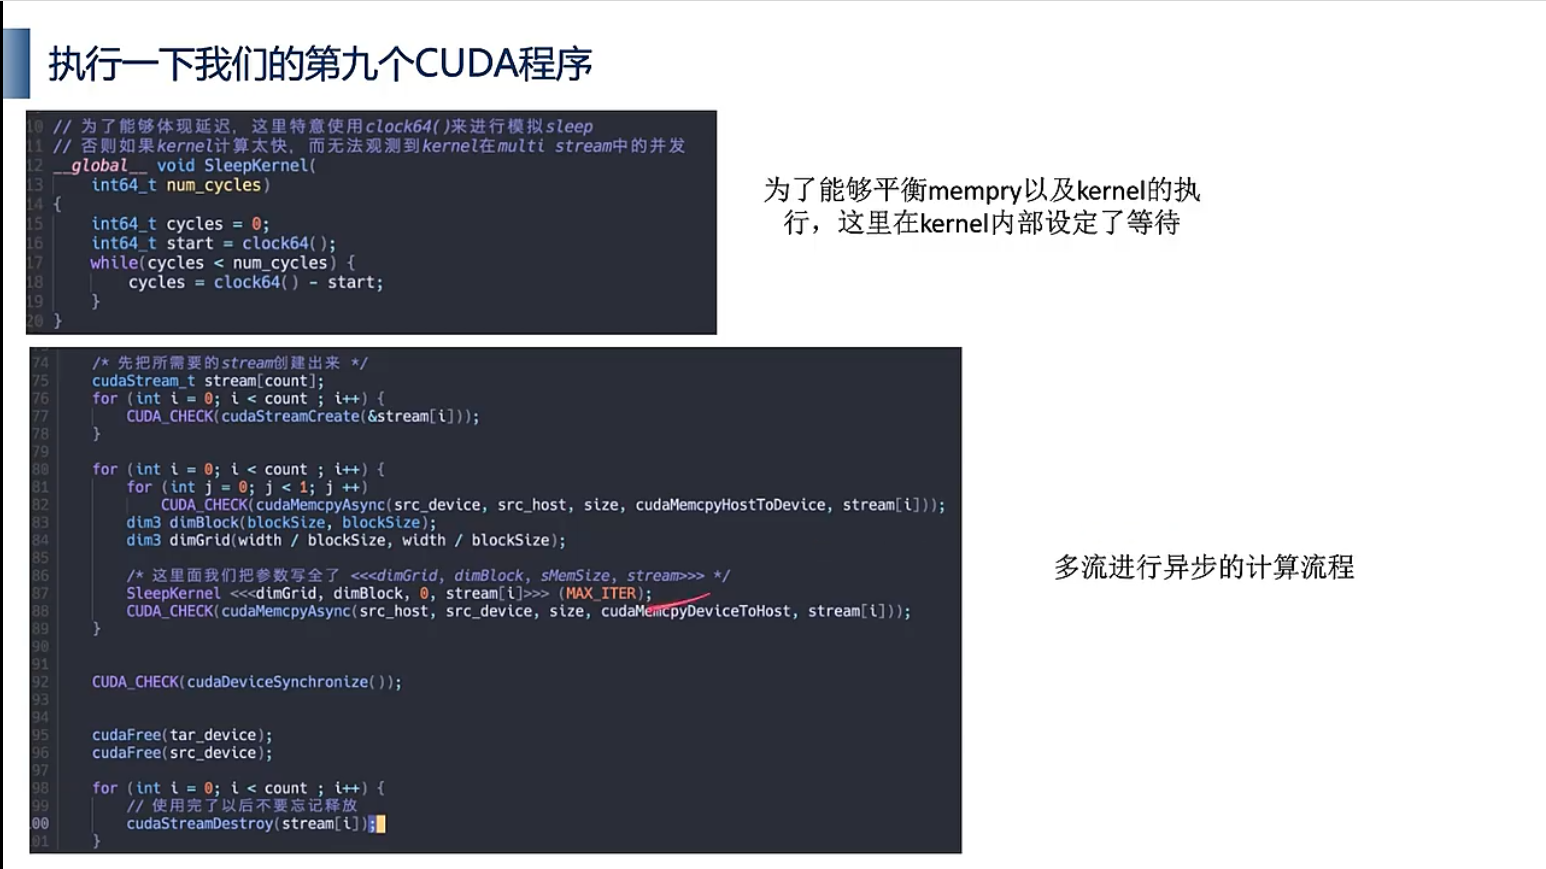 执行一下我们的第九个CUDA程序
10 // 为了能够体现延迟，这里特意使用clock64()来进行模拟sleep
11 // 否则如果kernel计算太快，而无法观测到kernel在multi stream中的并发
12 __global__ void SleepKernel(
13 int64_t num_cycles)
14 {
15 int64_t cycles = 0;
16 int64_t start = clock64();
17 while(cycles < num_cycles) {
18 cycles = clock64() - start;
19 }
20 }
为了能够平衡mempry以及kernel的执
行，这里在kernel内部设定了等待
74 /* 先把所需要的stream创建出来 */
75 cudaStream_t stream[count];
76 for (int i = 0; i < count ; i++) {
77 CUDA_CHECK(cudaStreamCreate(&stream[i]));
78 }
79
80 for (int i = 0; i < count ; i++) {
81 for (int j = 0; j < 1; j ++)
82 CUDA_CHECK(cudaMemcpyAsync(src_device, src_host, size, cudaMemcpyHostToDevice, stream[i]));
83 dim3 dimBlock(blockSize, blockSize);
84 dim3 dimGrid(width / blockSize, width / blockSize);
85
86 /* 这里面我们把参数写全了 <<<dimGrid, dimBlock, sMemSize, stream>>> */
87 SleepKernel <<<dimGrid, dimBlock, 0, stream[i]>>> (MAX_ITER);
88 CUDA_CHECK(cudaMemcpyAsync(src_host, src_device, size, cudaMemcpyDeviceToHost, stream[i]));
89 }
90
91
92 CUDA_CHECK(cudaDeviceSynchronize());
93
94
95 cudaFree(tar_device);
96 cudaFree(src_device);
97
98 for (int i = 0; i < count ; i++) {
99 // 使用完了以后不要忘记释放
00 cudaStreamDestroy(stream[i]);
01 }
多流进行异步的计算流程